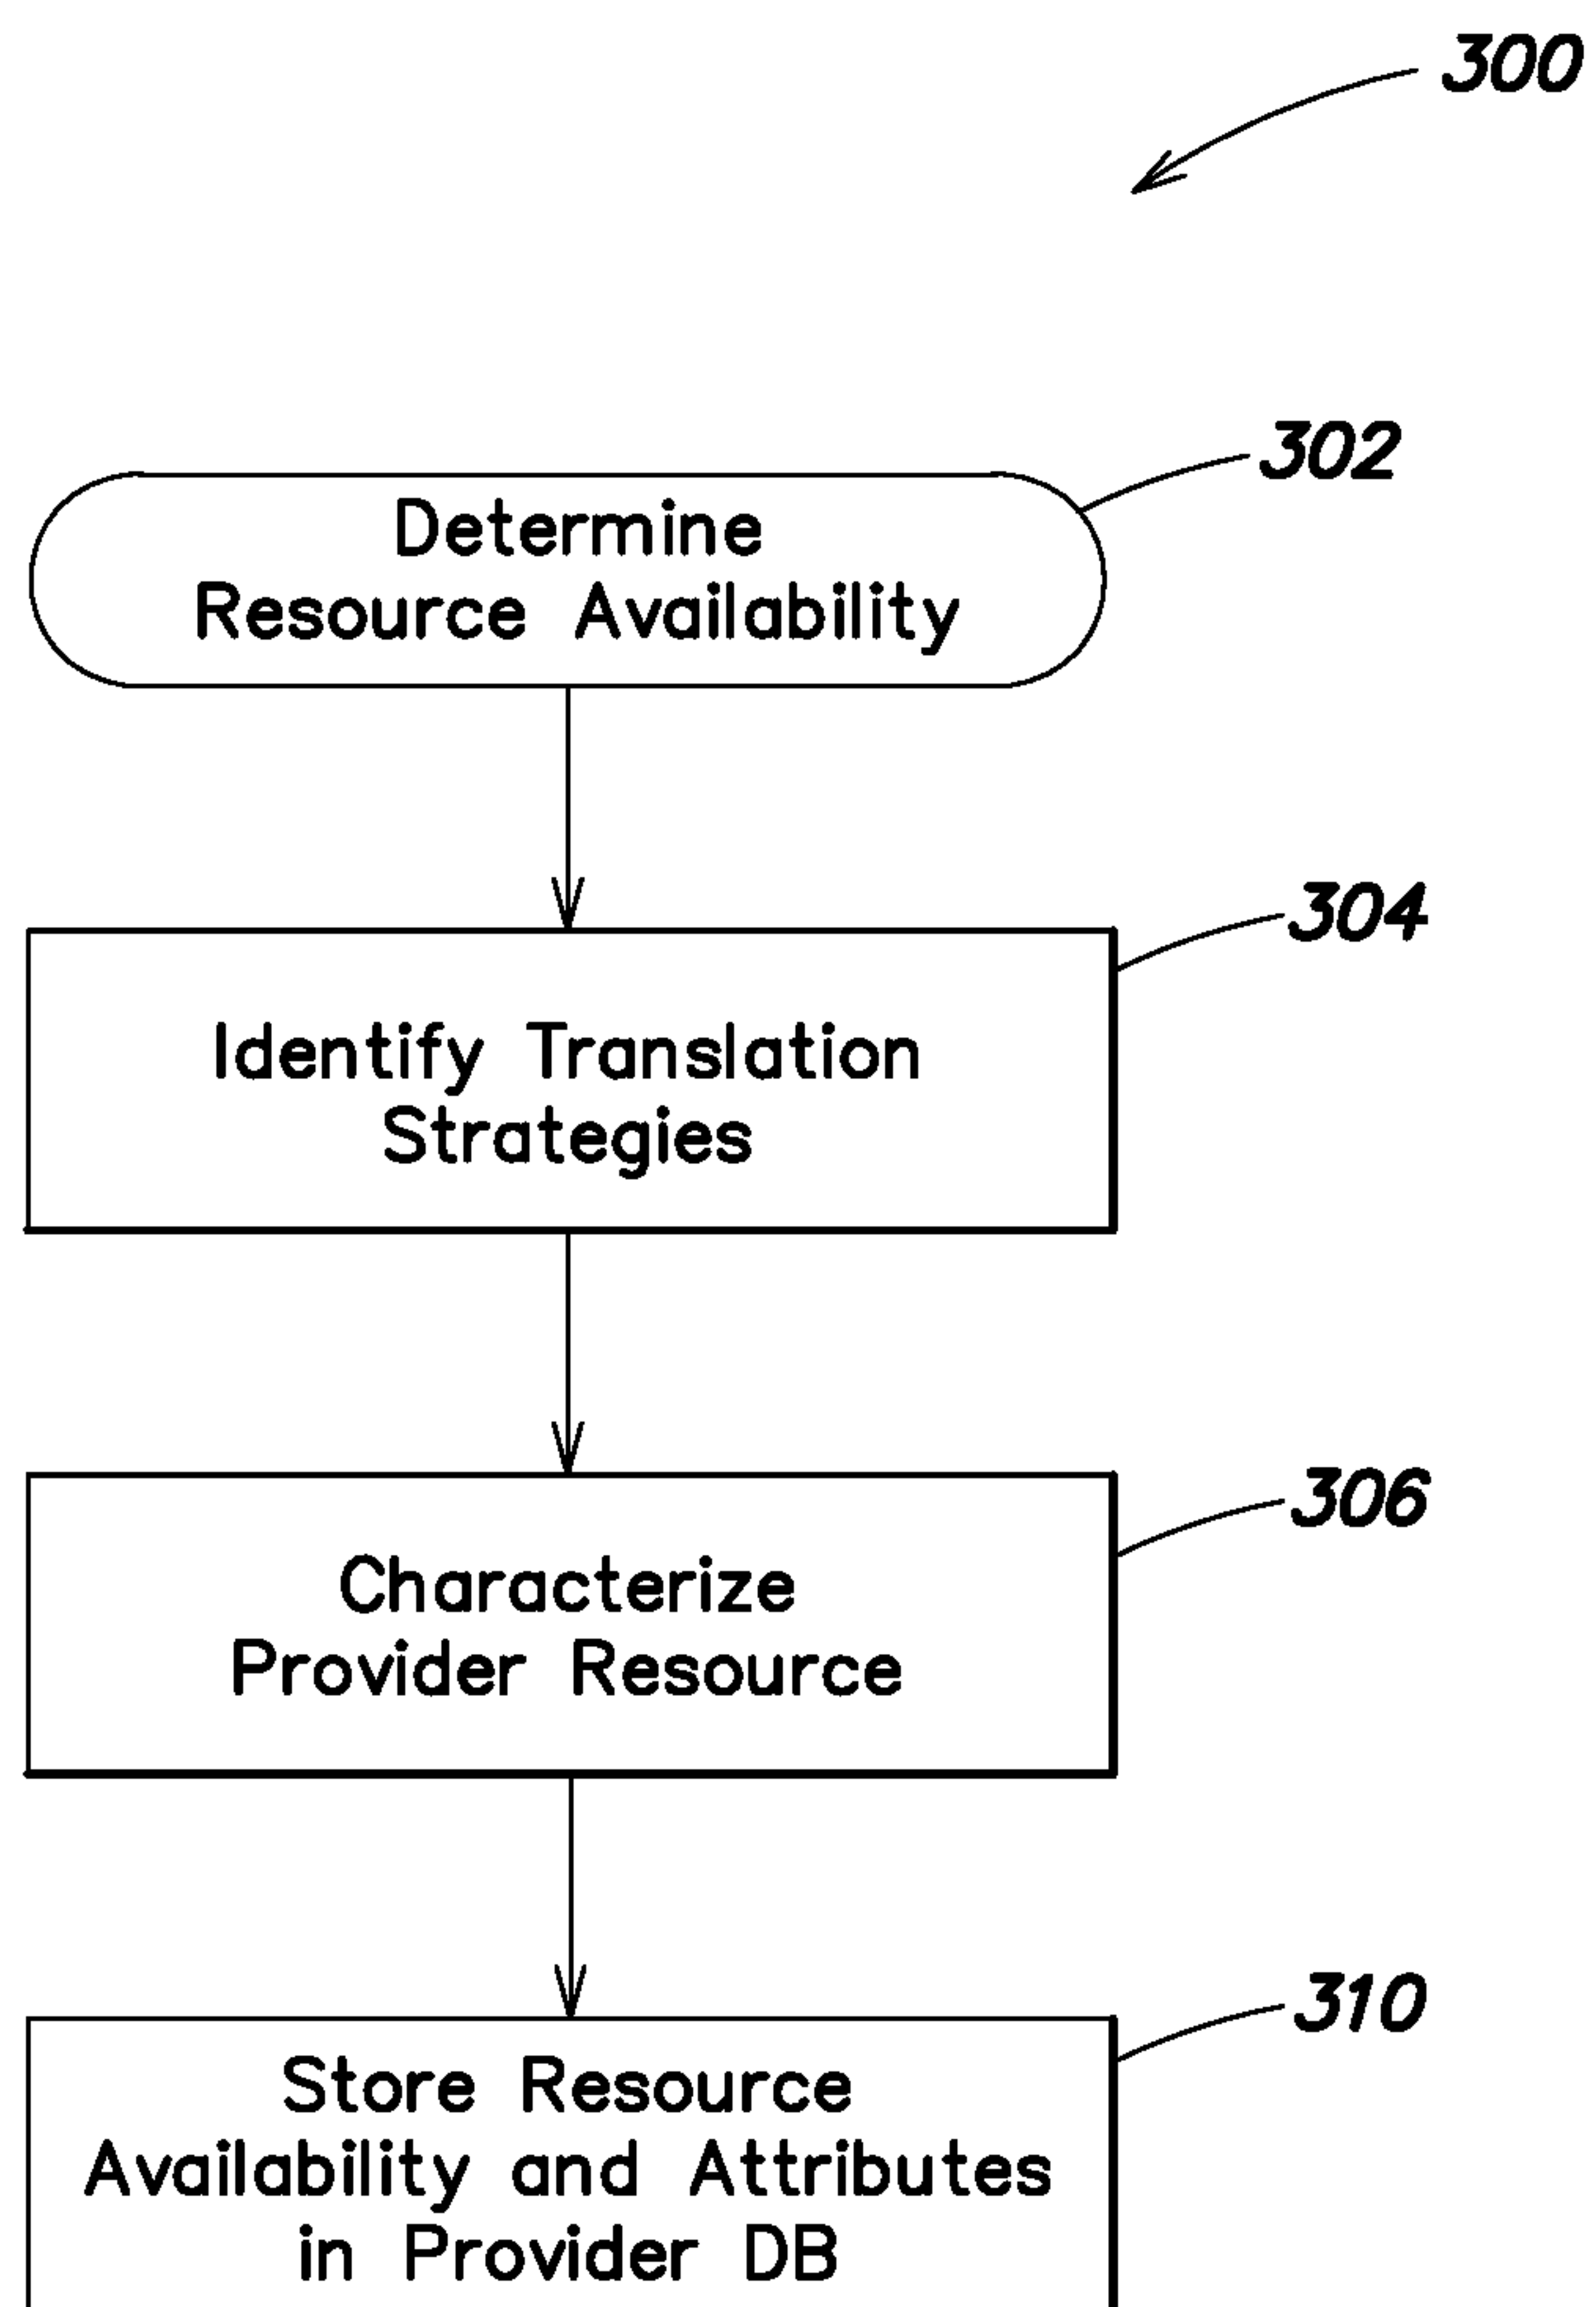 300
302
Determine
Resource Availability
304
Identify Translation
Strategies
306
Characterize
Provider Resource
310
Store Resource
Availability and Attributes
in Provider DB